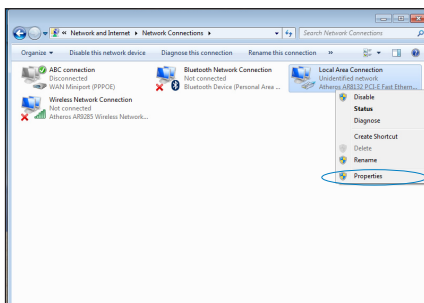 « Network and Internet ▸ Network Connections ▸
Search Network Connections
Organize ▾ Disable this network device Diagnose this connection Rename this connection »
ABC connection
Disconnected
WAN Miniport (PPPOE)
Bluetooth Network Connection
Not connected
Bluetooth Device (Personal Area ...
Local Area Connection
Unidentified network
Atheros AR8132 PCI-E Fast Ethern...
Wireless Network Connection
Not connected
Atheros AR9285 Wireless Network...
Disable
Status
Diagnose
Create Shortcut
Delete
Rename
Properties